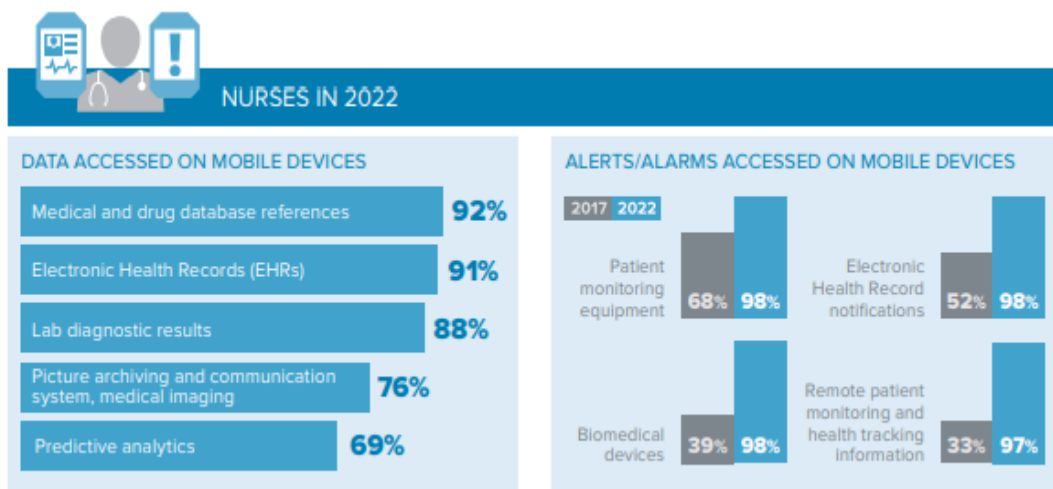 NURSES IN 2022
DATA ACCESSED ON MOBILE DEVICES
Medical and drug database references 92%
Electronic Health Records (EHRs) 91%
Lab diagnostic results 88%
Picture archiving and communication
system, medical imaging 76%
Predictive analytics 69%
ALERTS/ALARMS ACCESSED ON MOBILE DEVICES
2017 2022
Patient
monitoring
equipment
68% 98%
Electronic
Health Record
notifications
52% 98%
Biomedical
devices
39% 98%
Remote patient
monitoring and
health tracking
information
33% 97%